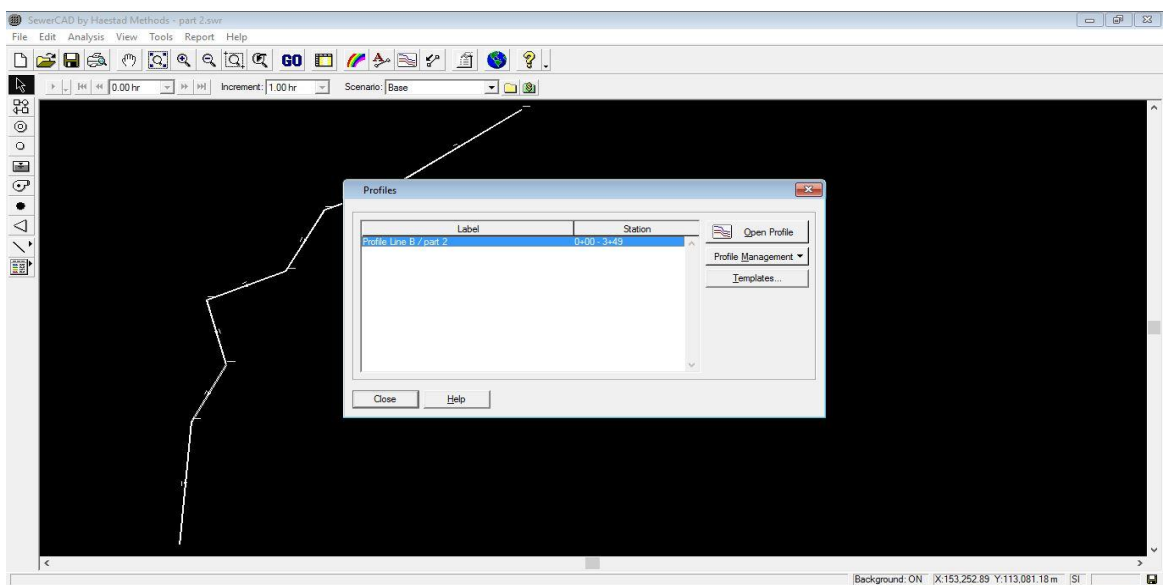 SewerCAD by Haestad Methods - part 2.swr
File Edit Analysis View Tools Report Help
GO
0.00 hr Increment: 1.00 hr Scenario: Base
Profiles
Label Station
Profile Line B / part 2 0+00 - 3+49
Open Profile
Profile Management
Templates...
Close Help
Background: ON X:153,252.89 Y:113,081.18 m SI